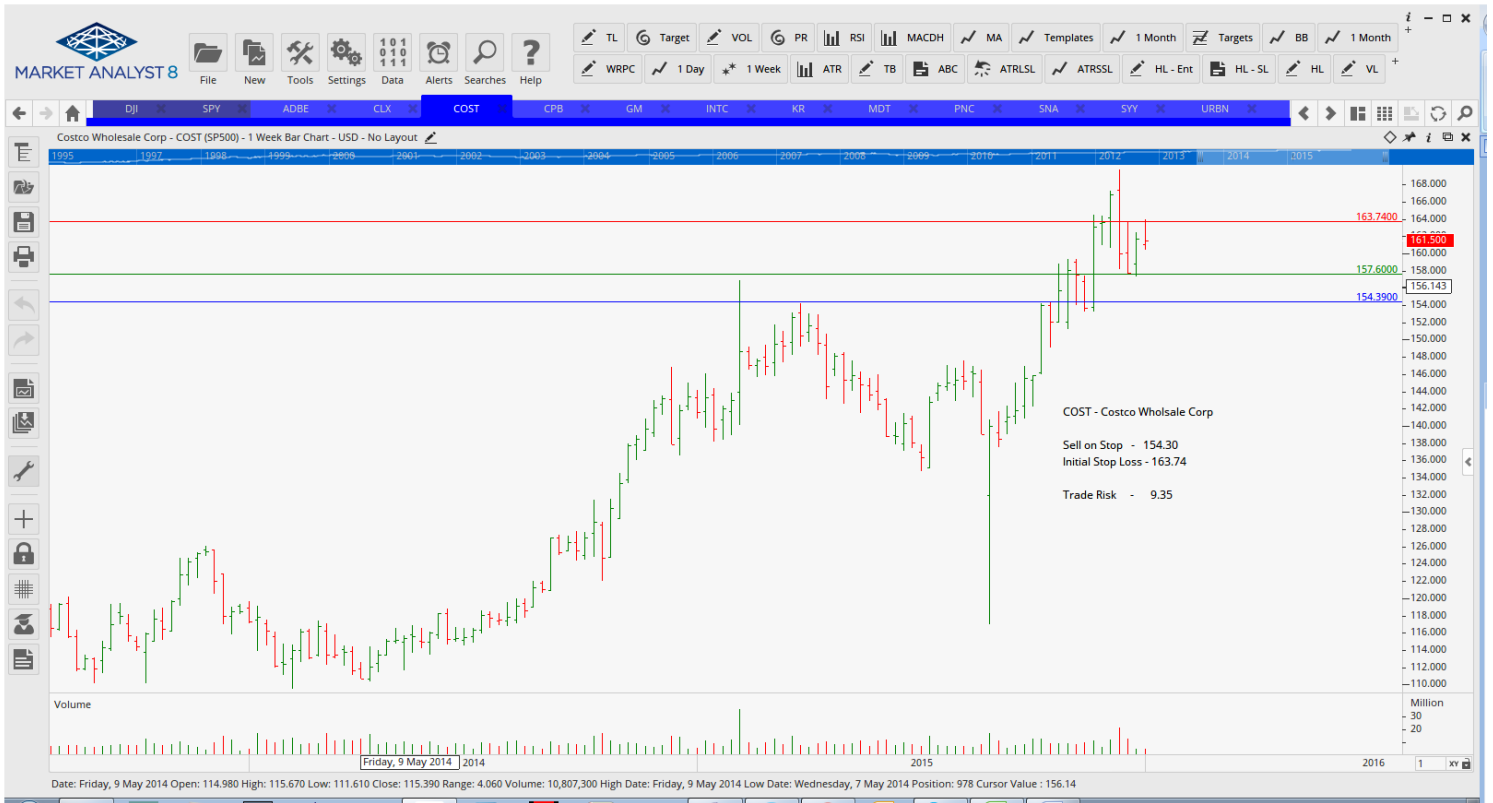 MARKET ANALYST 8
File New Tools Settings Data Alerts Searches Help
TL Target VOL PR RSI MACDH MA Templates 1 Month Targets BB 1 Month
WRPC 1 Day 1 Week ATR TB ABC ATRLSL ATRSSL HL - Ent HL - SL HL VL
DJI SPY ADBE CLX COST CPB GM INTC KR MDT PNC SNA SYY URBN
Costco Wholesale Corp - COST (SP500) - 1 Week Bar Chart - USD - No Layout
1995 1997 1998 1999 2000 2001 2002 2003 2004 2005 2006 2007 2008 2009 2010 2011 2012 2013 2014 2015
168.000
166.000
163.7400 164.000
161.500
160.000
157.6000 158.000
156.143
154.3900 154.000
152.000
150.000
148.000
146.000
144.000
142.000
COST - Costco Wholsale Corp
140.000
Sell on Stop - 154.30
138.000
Initial Stop Loss - 163.74
136.000
134.000
Trade Risk - 9.35
132.000
130.000
128.000
126.000
124.000
122.000
120.000
118.000
116.000
114.000
112.000
110.000
Volume
Million
30
20
Friday, 9 May 2014 2014 2015 2016 1 XY
Date: Friday, 9 May 2014 Open: 114.980 High: 115.670 Low: 111.610 Close: 115.390 Range: 4.060 Volume: 10,807,300 High Date: Friday, 9 May 2014 Low Date: Wednesday, 7 May 2014 Position: 978 Cursor Value : 156.14